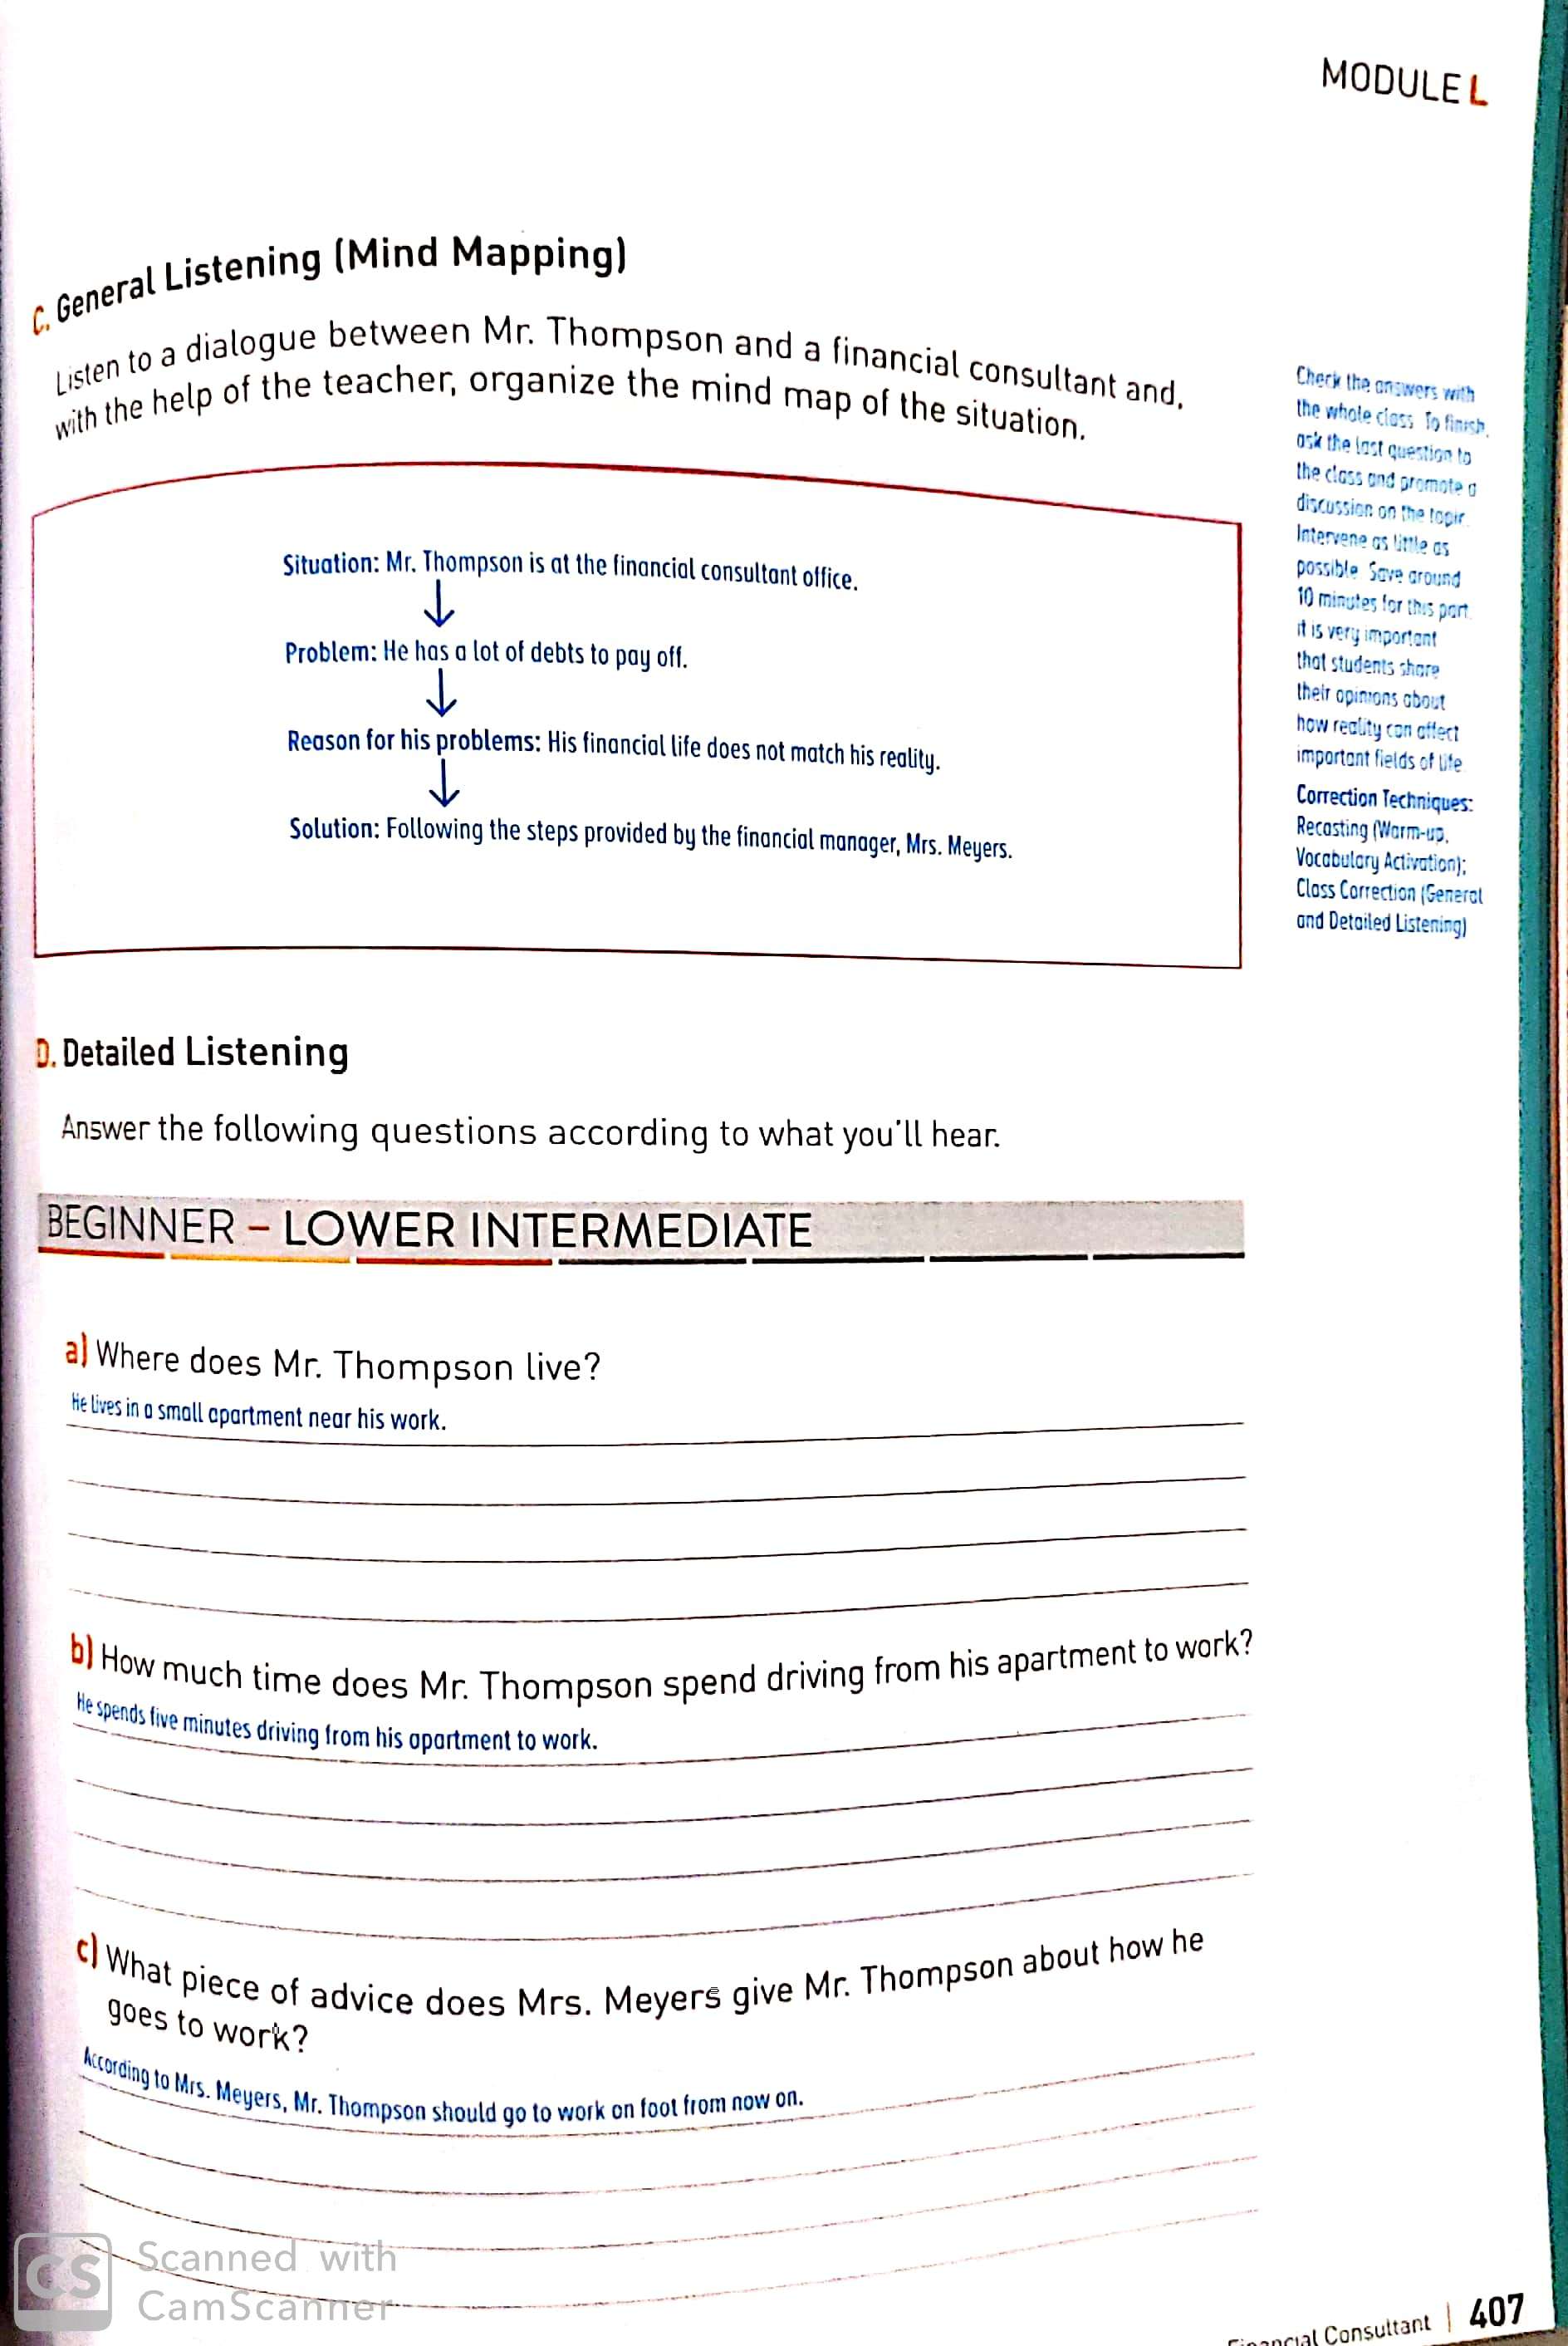 MODULE L
C. General Listening (Mind Mapping)
Listen to a dialogue between Mr. Thompson and a financial consultant and,
with the help of the teacher, organize the mind map of the situation.
Situation: Mr. Thompson is at the financial consultant office.
Problem: He has a lot of debts to pay off.
Reason for his problems: His financial life does not match his reality.
Solution: Following the steps provided by the financial manager, Mrs. Meyers.
Check the answers with
the whole class. To finish,
ask the last question to
the class and promote a
discussion on the topic.
Intervene as little as
possible. Save around
10 minutes for this part.
it is very important
that students share
their opinions about
how reality can affect
important fields of life.
Correction Techniques:
Recasting (Warm-up,
Vocabulary Activation);
Class Correction (General
and Detailed Listening)
D. Detailed Listening
Answer the following questions according to what you'll hear.
BEGINNER – LOWER INTERMEDIATE
a) Where does Mr. Thompson live?
He lives in a small apartment near his work.
b) How much time does Mr. Thompson spend driving from his apartment to work?
He spends five minutes driving from his apartment to work.
c) What piece of advice does Mrs. Meyers give Mr. Thompson about how he
goes to work?
According to Mrs. Meyers, Mr. Thompson should go to work on foot from now on.
CS Scanned with
CamScanner
Financial Consultant | 407